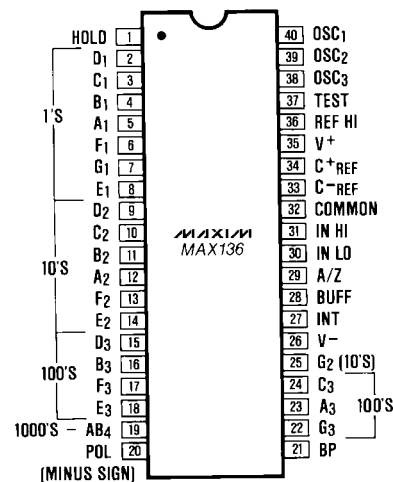 HOLD 1 40 OSC1
D1 2 39 OSC2
C1 3 38 OSC3
B1 4 37 TEST
1'S A1 5 36 REF HI
F1 6 35 V+
G1 7 34 C+REF
E1 8 33 C-REF
D2 9 32 COMMON
C2 10 31 IN HI
MAXIM
MAX136
10'S B2 11 30 IN LO
A2 12 29 A/Z
F2 13 28 BUFF
E2 14 27 INT
D3 15 26 V-
100'S B3 16 25 G2 (10'S)
F3 17 24 C3
E3 18 23 A3 100'S
1000'S - AB4 19 22 G3
POL 20 21 BP
(MINUS SIGN)